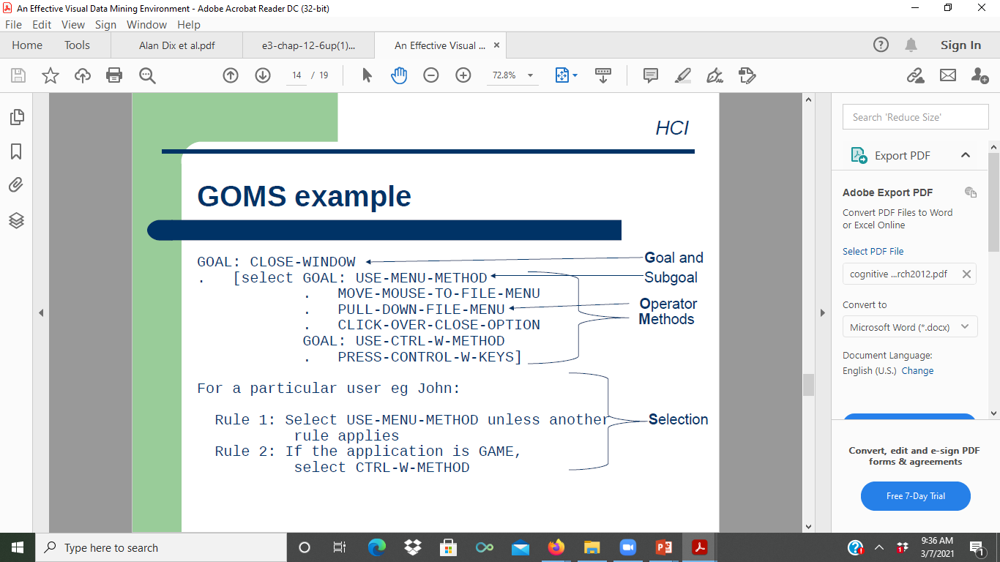 An Effective Visual Data Mining Environment - Adobe Acrobat Reader DC (32-bit)
File Edit View Sign Window Help
Home Tools Alan Dix et al.pdf e3-chap-12-6up(1)... An Effective Visual ... × Sign In
14 / 19 72.8%
HCI
GOMS example
GOAL: CLOSE-WINDOW Goal and
. [select GOAL: USE-MENU-METHOD Subgoal
. MOVE-MOUSE-TO-FILE-MENU
. PULL-DOWN-FILE-MENU Operator
. CLICK-OVER-CLOSE-OPTION Methods
GOAL: USE-CTRL-W-METHOD
. PRESS-CONTROL-W-KEYS]
For a particular user eg John:
Rule 1: Select USE-MENU-METHOD unless another Selection
rule applies
Rule 2: If the application is GAME,
select CTRL-W-METHOD
Search 'Reduce Size'
Export PDF
Adobe Export PDF
Convert PDF Files to Word
or Excel Online
Select PDF File
cognitive ...rch2012.pdf
Convert to
Microsoft Word (*.docx)
Document Language:
English (U.S.) Change
Convert, edit and e-sign PDF
forms & agreements
Free 7-Day Trial
Type here to search
9:36 AM
3/7/2021
1